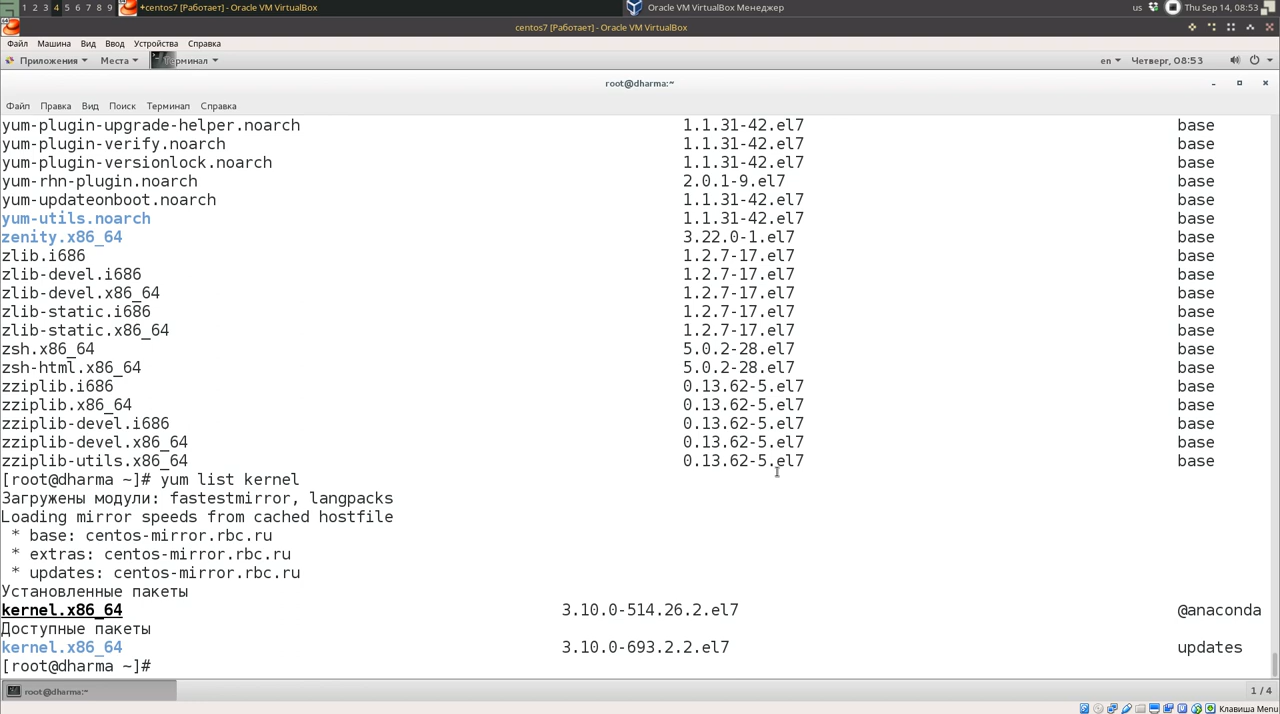 1 2 3 4 5 6 7 8 9 +centos7 [Работает] - Oracle VM VirtualBox Oracle VM VirtualBox Менеджер us Thu Sep 14, 08:53
centos7 [Работает] - Oracle VM VirtualBox
Файл Машина Вид Ввод Устройства Справка
Приложения Места Терминал en Четверг, 08:53
root@dharma:~
Файл Правка Вид Поиск Терминал Справка
yum-plugin-upgrade-helper.noarch 1.1.31-42.el7 base
yum-plugin-verify.noarch 1.1.31-42.el7 base
yum-plugin-versionlock.noarch 1.1.31-42.el7 base
yum-rhn-plugin.noarch 2.0.1-9.el7 base
yum-updateonboot.noarch 1.1.31-42.el7 base
yum-utils.noarch 1.1.31-42.el7 base
zenity.x86_64 3.22.0-1.el7 base
zlib.i686 1.2.7-17.el7 base
zlib-devel.i686 1.2.7-17.el7 base
zlib-devel.x86_64 1.2.7-17.el7 base
zlib-static.i686 1.2.7-17.el7 base
zlib-static.x86_64 1.2.7-17.el7 base
zsh.x86_64 5.0.2-28.el7 base
zsh-html.x86_64 5.0.2-28.el7 base
zziplib.i686 0.13.62-5.el7 base
zziplib.x86_64 0.13.62-5.el7 base
zziplib-devel.i686 0.13.62-5.el7 base
zziplib-devel.x86_64 0.13.62-5.el7 base
zziplib-utils.x86_64 0.13.62-5.el7 base
[root@dharma ~]# yum list kernel
Загружены модули: fastestmirror, langpacks
Loading mirror speeds from cached hostfile
* base: centos-mirror.rbc.ru
* extras: centos-mirror.rbc.ru
* updates: centos-mirror.rbc.ru
Установленные пакеты
kernel.x86_64 3.10.0-514.26.2.el7 @anaconda
Доступные пакеты
kernel.x86_64 3.10.0-693.2.2.el7 updates
[root@dharma ~]#
root@dharma:~ 1 / 4
Клавиша Menu